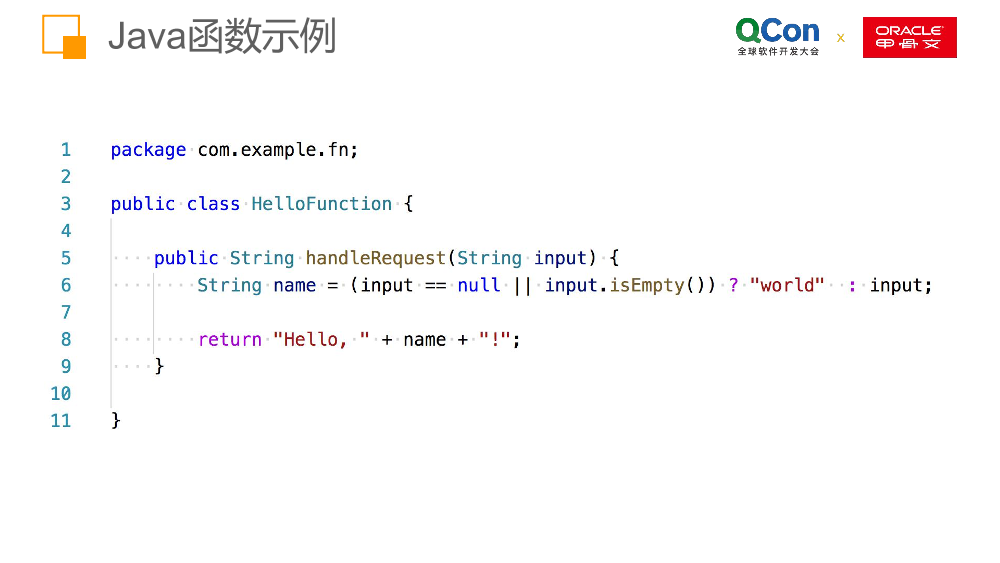 Java函数示例
QCon
全球软件开发大会
x
ORACLE
甲骨文
1 package com.example.fn;
2
3 public class HelloFunction {
4
5 public String handleRequest(String input) {
6 String name = (input == null || input.isEmpty()) ? "world" : input;
7
8 return "Hello, " + name + "!";
9 }
10
11 }